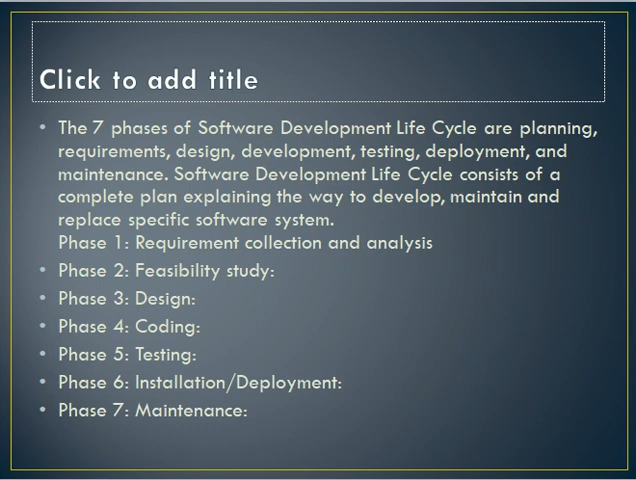 Click to add title
• The 7 phases of Software Development Life Cycle are planning,
requirements, design, development, testing, deployment, and
maintenance. Software Development Life Cycle consists of a
complete plan explaining the way to develop, maintain and
replace specific software system.
Phase 1: Requirement collection and analysis
• Phase 2: Feasibility study:
• Phase 3: Design:
• Phase 4: Coding:
• Phase 5: Testing:
• Phase 6: Installation/Deployment:
• Phase 7: Maintenance: